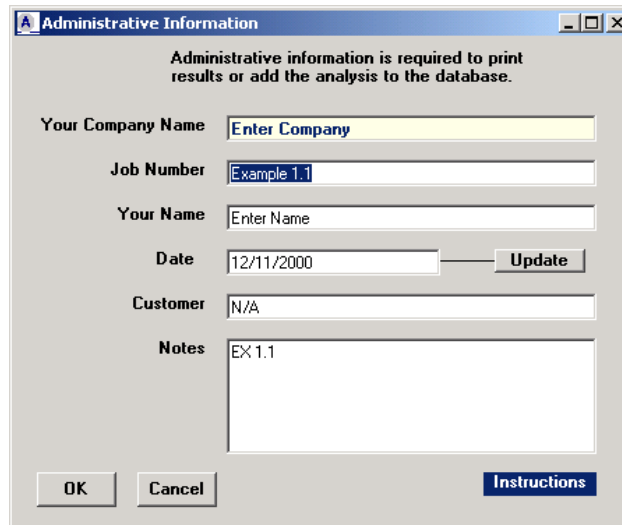 A Administrative Information
Administrative information is required to print
results or add the analysis to the database.
Your Company Name Enter Company
Job Number Example 1.1
Your Name Enter Name
Date 12/11/2000 Update
Customer N/A
Notes EX 1.1
OK Cancel Instructions